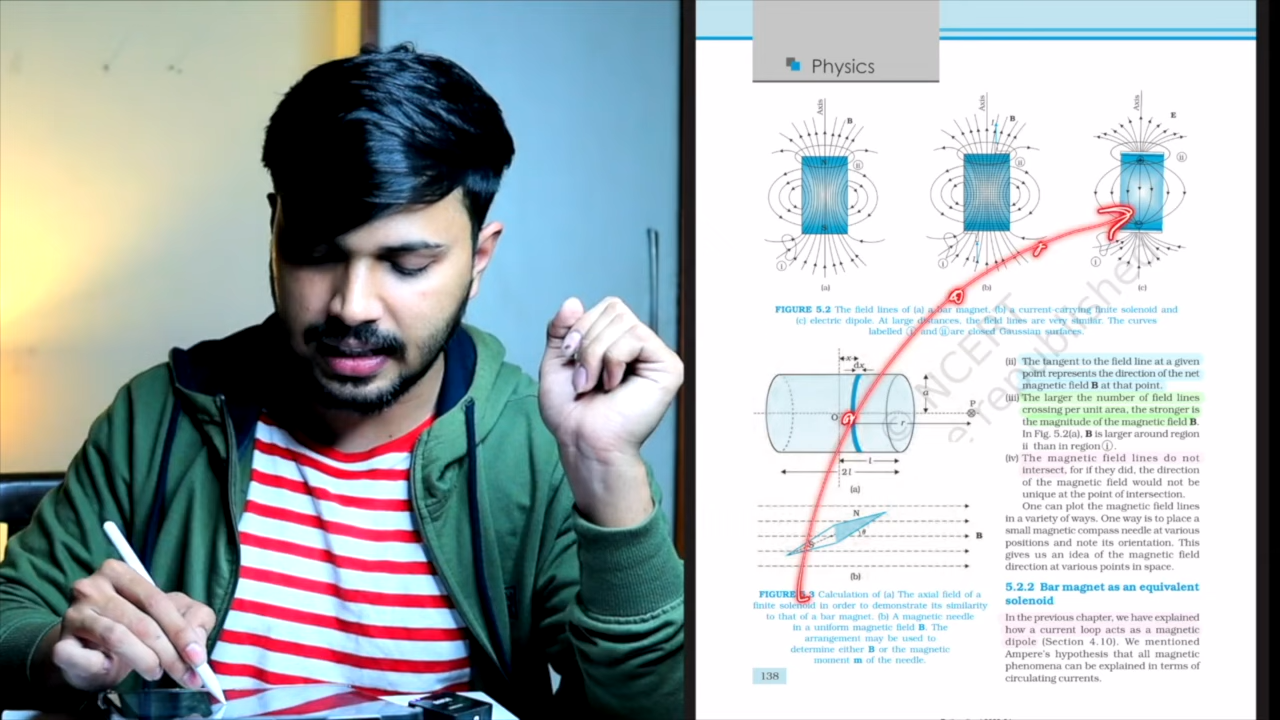 Physics
Axis
B
ii
i
(a)
Axis
B
ii
i
(b)
Axis
E
ii
i
(c)
FIGURE 5.2 The field lines of (a) a bar magnet, (b) a current-carrying finite solenoid and
(c) electric dipole. At large distances, the field lines are very similar. The curves
labelled i and ii are closed Gaussian surfaces.
x
dx
a
O
P
r
l
2l
(a)
N
B
(b)
FIGURE 5.3 Calculation of (a) The axial field of a
finite solenoid in order to demonstrate its similarity
to that of a bar magnet. (b) A magnetic needle
in a uniform magnetic field B. The
arrangement may be used to
determine either B or the magnetic
moment m of the needle.
138
(ii) The tangent to the field line at a given
point represents the direction of the net
magnetic field B at that point.
(iii) The larger the number of field lines
crossing per unit area, the stronger is
the magnitude of the magnetic field B.
In Fig. 5.2(a), B is larger around region
ii than in region i .
(iv) The magnetic field lines do not
intersect, for if they did, the direction
of the magnetic field would not be
unique at the point of intersection.
One can plot the magnetic field lines
in a variety of ways. One way is to place a
small magnetic compass needle at various
positions and note its orientation. This
gives us an idea of the magnetic field
direction at various points in space.
5.2.2 Bar magnet as an equivalent
solenoid
In the previous chapter, we have explained
how a current loop acts as a magnetic
dipole (Section 4.10). We mentioned
Ampere's hypothesis that all magnetic
phenomena can be explained in terms of
circulating currents.
© NCERT